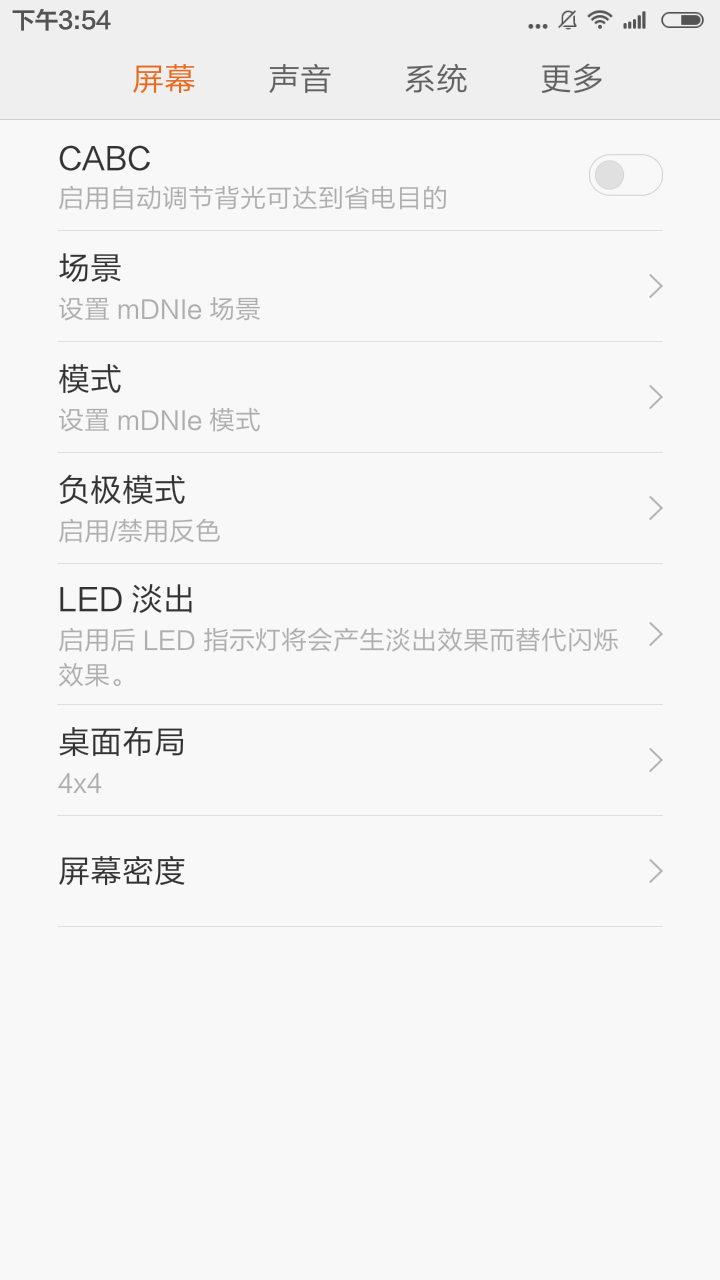 下午3:54
屏幕 声音 系统 更多
CABC
启用自动调节背光可达到省电目的
场景
设置 mDNIe 场景
模式
设置 mDNIe 模式
负极模式
启用/禁用反色
LED 淡出
启用后 LED 指示灯将会产生淡出效果而替代闪烁
效果。
桌面布局
4x4
屏幕密度